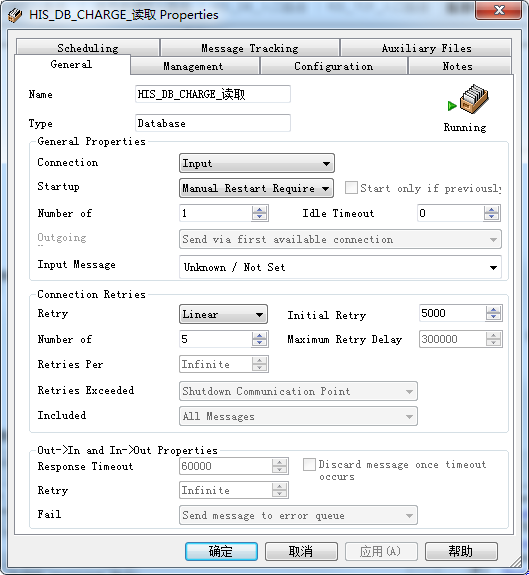 HIS_DB_CHARGE_读取 Properties
Scheduling Message Tracking Auxiliary Files
General Management Configuration Notes
Name HIS_DB_CHARGE_读取
Type Database
Running
General Properties
Connection Input
Startup Manual Restart Require Start only if previously
Number of 1 Idle Timeout 0
Outgoing Send via first available connection
Input Message Unknown / Not Set
Connection Retries
Retry Linear Initial Retry 5000
Number of 5 Maximum Retry Delay 300000
Retries Per Infinite
Retries Exceeded Shutdown Communication Point
Included All Messages
Out->In and In->Out Properties
Response Timeout 60000 Discard message once timeout
occurs
Retry Infinite
Fail Send message to error queue
确定 取消 应用(A) 帮助